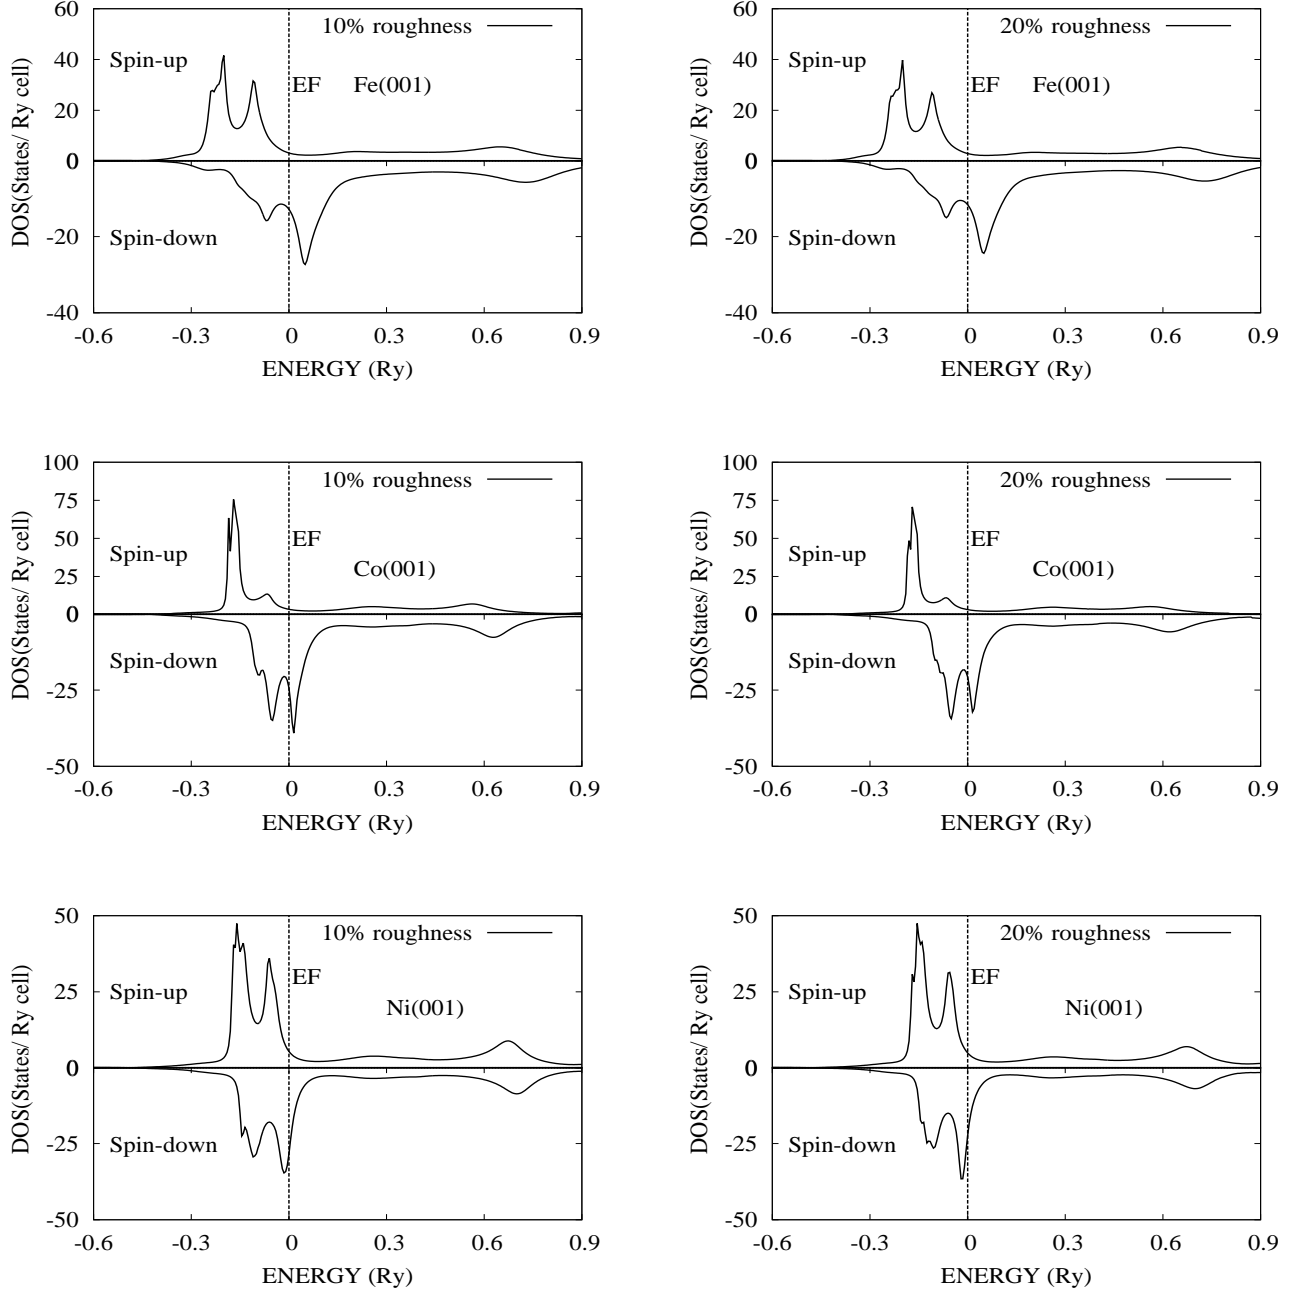 60
40
20
0
-20
-40
DOS(States/ Ry cell)
10% roughness
Spin-up
EF
Fe(001)
Spin-down
-0.6 -0.3 0 0.3 0.6 0.9
ENERGY (Ry)
60
40
20
0
-20
-40
DOS(States/ Ry cell)
20% roughness
Spin-up
EF
Fe(001)
Spin-down
-0.6 -0.3 0 0.3 0.6 0.9
ENERGY (Ry)
100
75
50
25
0
-25
-50
DOS(States/ Ry cell)
10% roughness
Spin-up
EF
Co(001)
Spin-down
-0.6 -0.3 0 0.3 0.6 0.9
ENERGY (Ry)
100
75
50
25
0
-25
-50
DOS(States/ Ry cell)
20% roughness
Spin-up
EF
Co(001)
Spin-down
-0.6 -0.3 0 0.3 0.6 0.9
ENERGY (Ry)
50
25
0
-25
-50
DOS(States/ Ry cell)
10% roughness
Spin-up
EF
Ni(001)
Spin-down
-0.6 -0.3 0 0.3 0.6 0.9
ENERGY (Ry)
50
25
0
-25
-50
DOS(States/ Ry cell)
20% roughness
Spin-up
EF
Ni(001)
Spin-down
-0.6 -0.3 0 0.3 0.6 0.9
ENERGY (Ry)